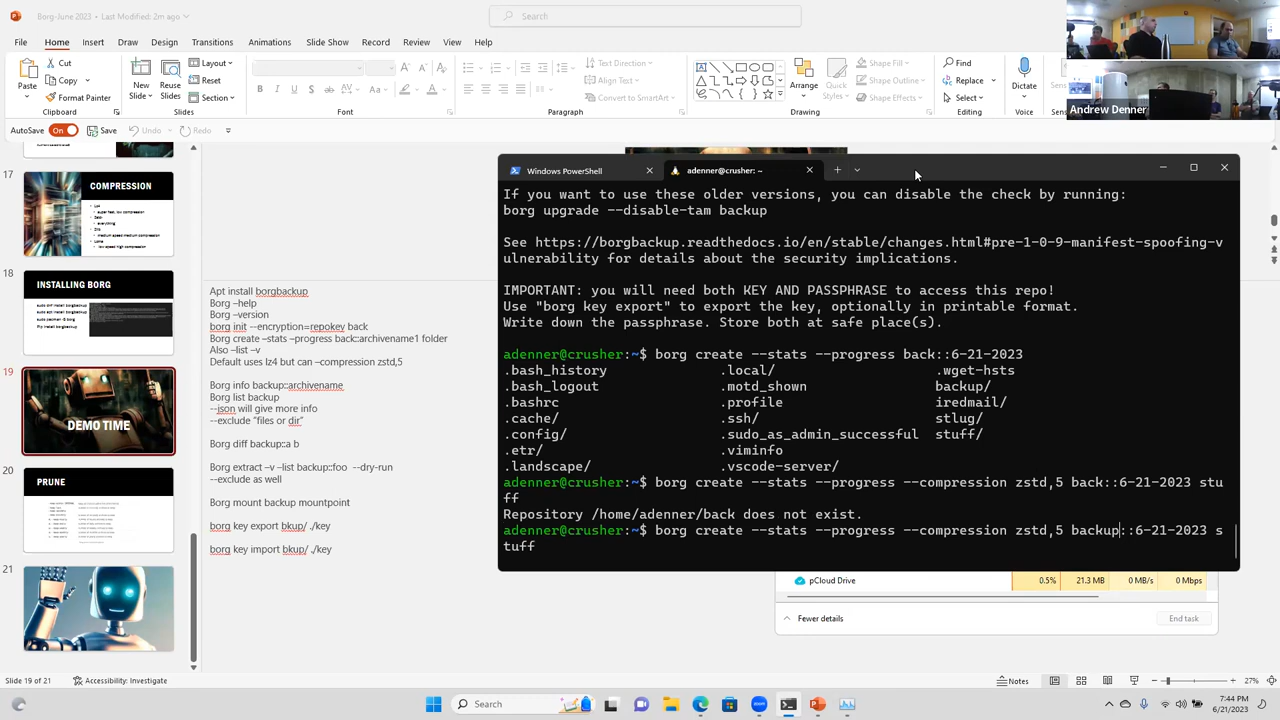 Borg-June 2023 • Last Modified: 2m ago
Search
File Home Insert Draw Design Transitions Animations Slide Show Record Review View Help
Paste
Cut
Copy
Format Painter
Clipboard
New Slide
Reuse Slides
Layout
Reset
Section
Slides
Font
Text Direction
Align Text
Convert to SmartArt
Paragraph
Arrange
Quick Styles
Shape Fill
Shape Outline
Shape Effects
Drawing
Find
Replace
Select
Editing
Dictate
Andrew Denner
AutoSave On Save Undo Redo
17
COMPRESSION
super fast, low compression
everything
medium speed medium compression
low speed high compression
18
INSTALLING BORG
sudo apt install borgbackup
19
DEMO TIME
20
PRUNE
21
Apt install borgbackup
Borg –help
Borg –version
Borg init --encryption=repokey back
Borg create –stats –progress back::archivename1 folder
Also –list –v
Default uses lz4 but can –compression zstd,5
Borg info backup::archivename
Borg list backup
--json will give more info
--exclude "files or dir"
Borg diff backup::a b
Borg extract –v –list backup::foo --dry-run
--exclude as well
Borg mount backup mountpoint
borg key export bkup/ ./key
borg key import bkup/ ./key
Windows PowerShell
adenner@crusher: ~
If you want to use these older versions, you can disable the check by running:
borg upgrade --disable-tam backup
See https://borgbackup.readthedocs.io/en/stable/changes.html#pre-1-0-9-manifest-spoofing-v
ulnerability for details about the security implications.
IMPORTANT: you will need both KEY AND PASSPHRASE to access this repo!
Use "borg key export" to export the key, optionally in printable format.
Write down the passphrase. Store both at safe place(s).
adenner@crusher:~$ borg create --stats --progress back::6-21-2023
.bash_history .local/ .wget-hsts
.bash_logout .motd_shown backup/
.bashrc .profile iredmail/
.cache/ .ssh/ stlug/
.config/ .sudo_as_admin_successful stuff/
.etr/ .viminfo
.landscape/ .vscode-server/
adenner@crusher:~$ borg create --stats --progress --compression zstd,5 back::6-21-2023 stu
ff
Repository /home/adenner/back does not exist.
adenner@crusher:~$ borg create --stats --progress --compression zstd,5 backup::6-21-2023 s
tuff
pCloud Drive 0.5% 21.3 MB 0 MB/s 0 Mbps
Fewer details
End task
Slide 19 of 21
Accessibility: Investigate
Notes
27%
Search
7:44 PM
6/21/2023